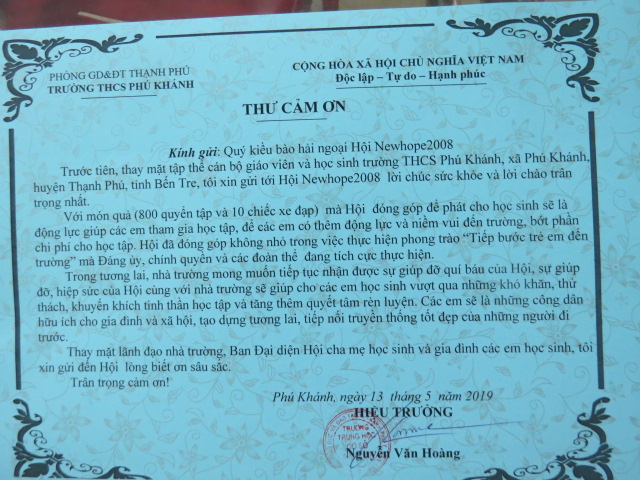 PHÒNG GD&ĐT THẠNH PHÚ
TRƯỜNG THCS PHÚ KHÁNH
CỘNG HÒA XÃ HỘI CHỦ NGHĨA VIỆT NAM
Độc lập – Tự do – Hạnh phúc
THƯ CẢM ƠN
Kính gửi: Quý kiều bào hải ngoại Hội Newhope2008
Trước tiên, thay mặt tập thể cán bộ giáo viên và học sinh trường THCS Phú Khánh, xã Phú Khánh,
huyện Thạnh Phú, tỉnh Bến Tre, tôi xin gửi tới Hội Newhope2008 lời chúc sức khỏe và lời chào trân
trọng nhất.
Với món quà (800 quyển tập và 10 chiếc xe đạp) mà Hội đóng góp để phát cho học sinh sẽ là
động lực giúp các em tham gia học tập, để các em có thêm động lực và niềm vui đến trường, bớt phần
chi phí cho học tập. Hội đã đóng góp không nhỏ trong việc thực hiện phong trào “Tiếp bước trẻ em đến
trường” mà Đảng ủy, chính quyền và các đoàn thể đang tích cực thực hiện.
Trong tương lai, nhà trường mong muốn tiếp tục nhận được sự giúp đỡ quí báu của Hội, sự giúp
đỡ, hiệp sức của Hội cùng với nhà trường sẽ giúp cho các em học sinh vượt qua những khó khăn, thử
thách, khuyến khích tinh thần học tập và tăng thêm quyết tâm rèn luyện. Các em sẽ là những công dân
hữu ích cho gia đình và xã hội, tạo dựng tương lai, tiếp nối truyền thống tốt đẹp của những người đi
trước.
Thay mặt lãnh đạo nhà trường, Ban Đại diện Hội cha mẹ học sinh và gia đình các em học sinh, tôi
xin gửi đến Hội lòng biết ơn sâu sắc.
Trân trọng cảm ơn!
Phú Khánh, ngày 13 tháng 5 năm 2019
HIỆU TRƯỞNG
TRƯỜNG
TRUNG HỌC
CƠ SỞ
Nguyễn Văn Hoàng